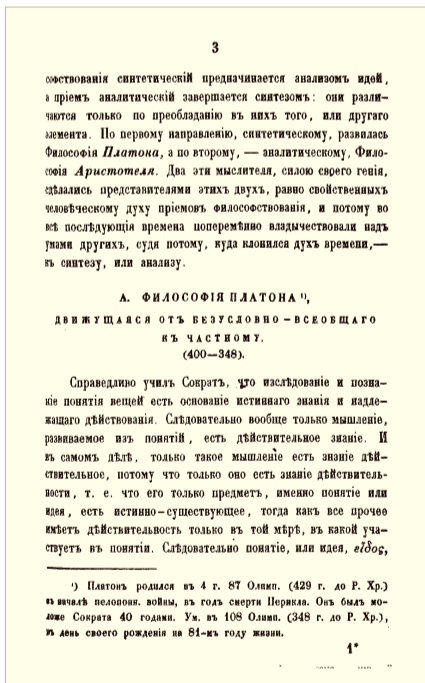 3
софствованія синтетическій предначинается анализомъ идей,
а пріемъ аналитическій завершается синтезомъ: они разли-
чаются только по преобладанію въ нихъ того, или другаго
элемента. По первому направленію, синтетическому, развилась
Философія Платона, а по второму, — аналитическому, Фило-
софія Аристотеля. Два эти мыслителя, силою своего генія,
сдѣлались представителями этихъ двухъ, равно свойственныхъ
человѣческому духу пріемовъ философствованія, и потому во
всѣ послѣдующія времена поперемѣнно владычествовали надъ
умами другихъ, судя потому, куда клонился духъ времени,—
къ синтезу, или анализу.
А. ФИЛОСОФІЯ ПЛАТОНА ¹),
ДВИЖУЩАЯСЯ ОТЪ БЕЗУСЛОВНО-ВСЕОБЩАГО
КЪ ЧАСТНОМУ.
(400—348).
Справедливо училъ Сократъ, что изслѣдованіе и позна-
ніе понятія вещей есть основаніе истиннаго знанія и надле-
жащаго дѣйствованія. Слѣдовательно вообще только мышленіе,
развиваемое изъ понятій, есть дѣйствительное знаніе. И
въ самомъ дѣлѣ, только такое мышленіе есть знаніе дѣй-
ствительное, потому что только оно есть знаніе дѣйствитель-
ности, т. е. что его только предметъ, именно понятіе или
идея, есть истинно-существующее, тогда какъ все прочее
имѣетъ дѣйствительность только въ той мѣрѣ, въ какой уча-
ствуетъ въ понятіи. Слѣдовательно понятіе, или идея, εἶδος,
¹) Платонъ родился въ 4 г. 87 Олимп. (429 г. до Р. Хр.)
въ началѣ пелопонн. войны, въ годъ смерти Перикла. Онъ былъ мо-
ложе Сократа 40 годами. Ум. въ 108 Олимп. (348 г. до Р. Хр.),
въ день своего рожденія на 81-мъ году жизни.
1*